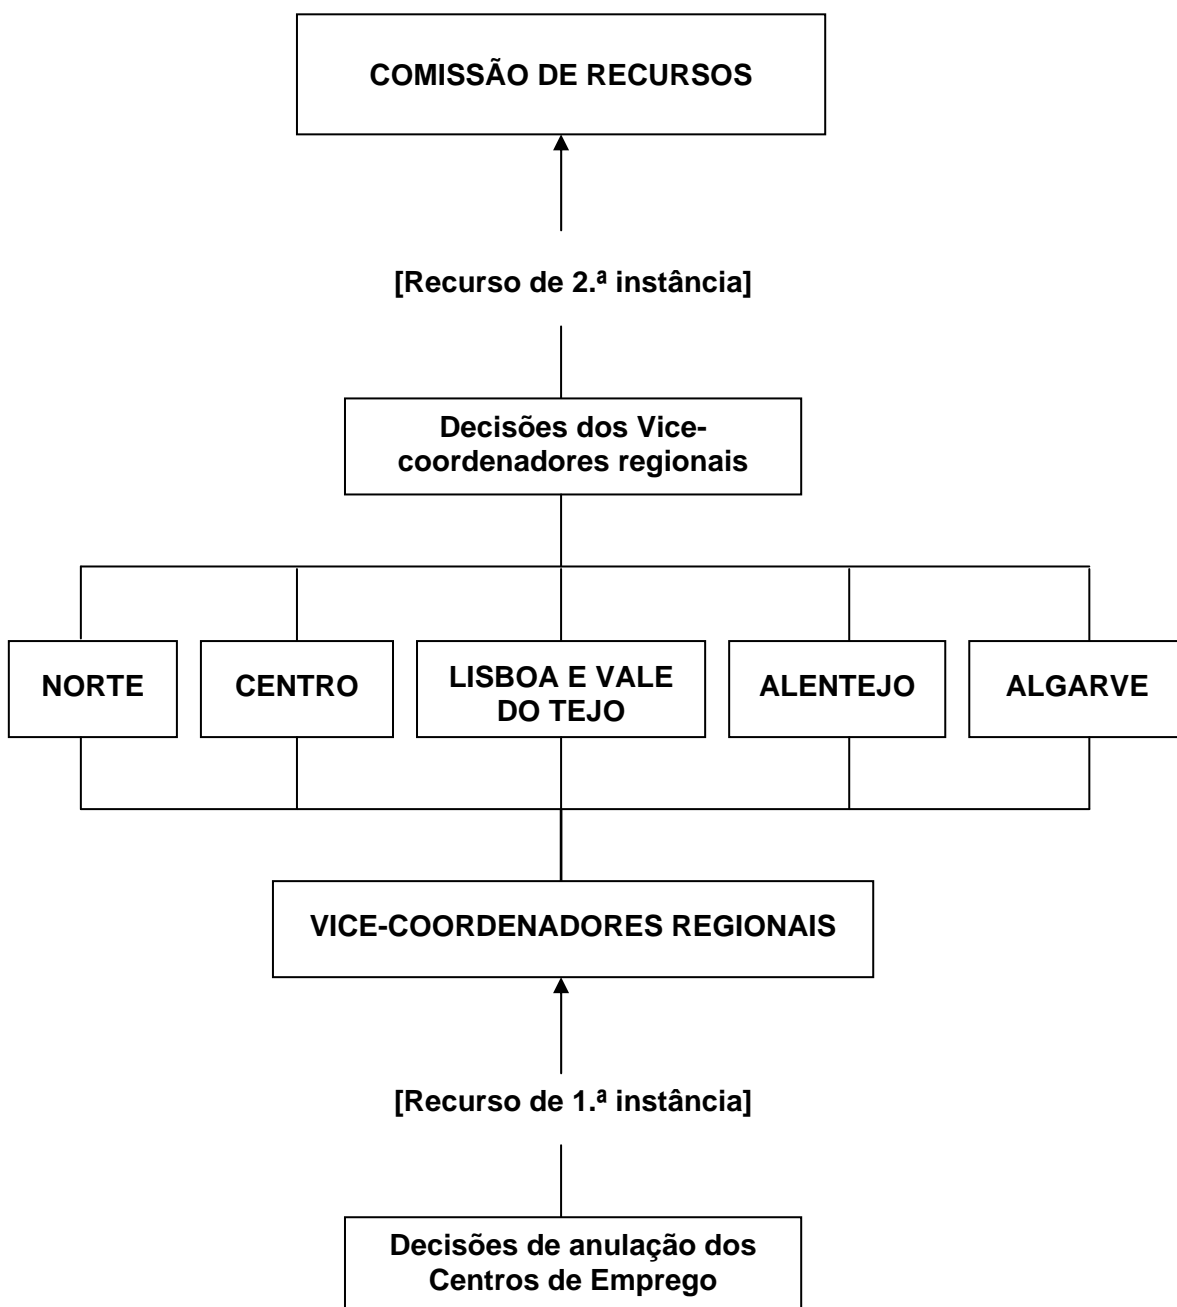 COMISSÃO DE RECURSOS
[Recurso de 2.ª instância]
Decisões dos Vice-
coordenadores regionais
NORTE
CENTRO
LISBOA E VALE
DO TEJO
ALENTEJO
ALGARVE
VICE-COORDENADORES REGIONAIS
[Recurso de 1.ª instância]
Decisões de anulação dos
Centros de Emprego